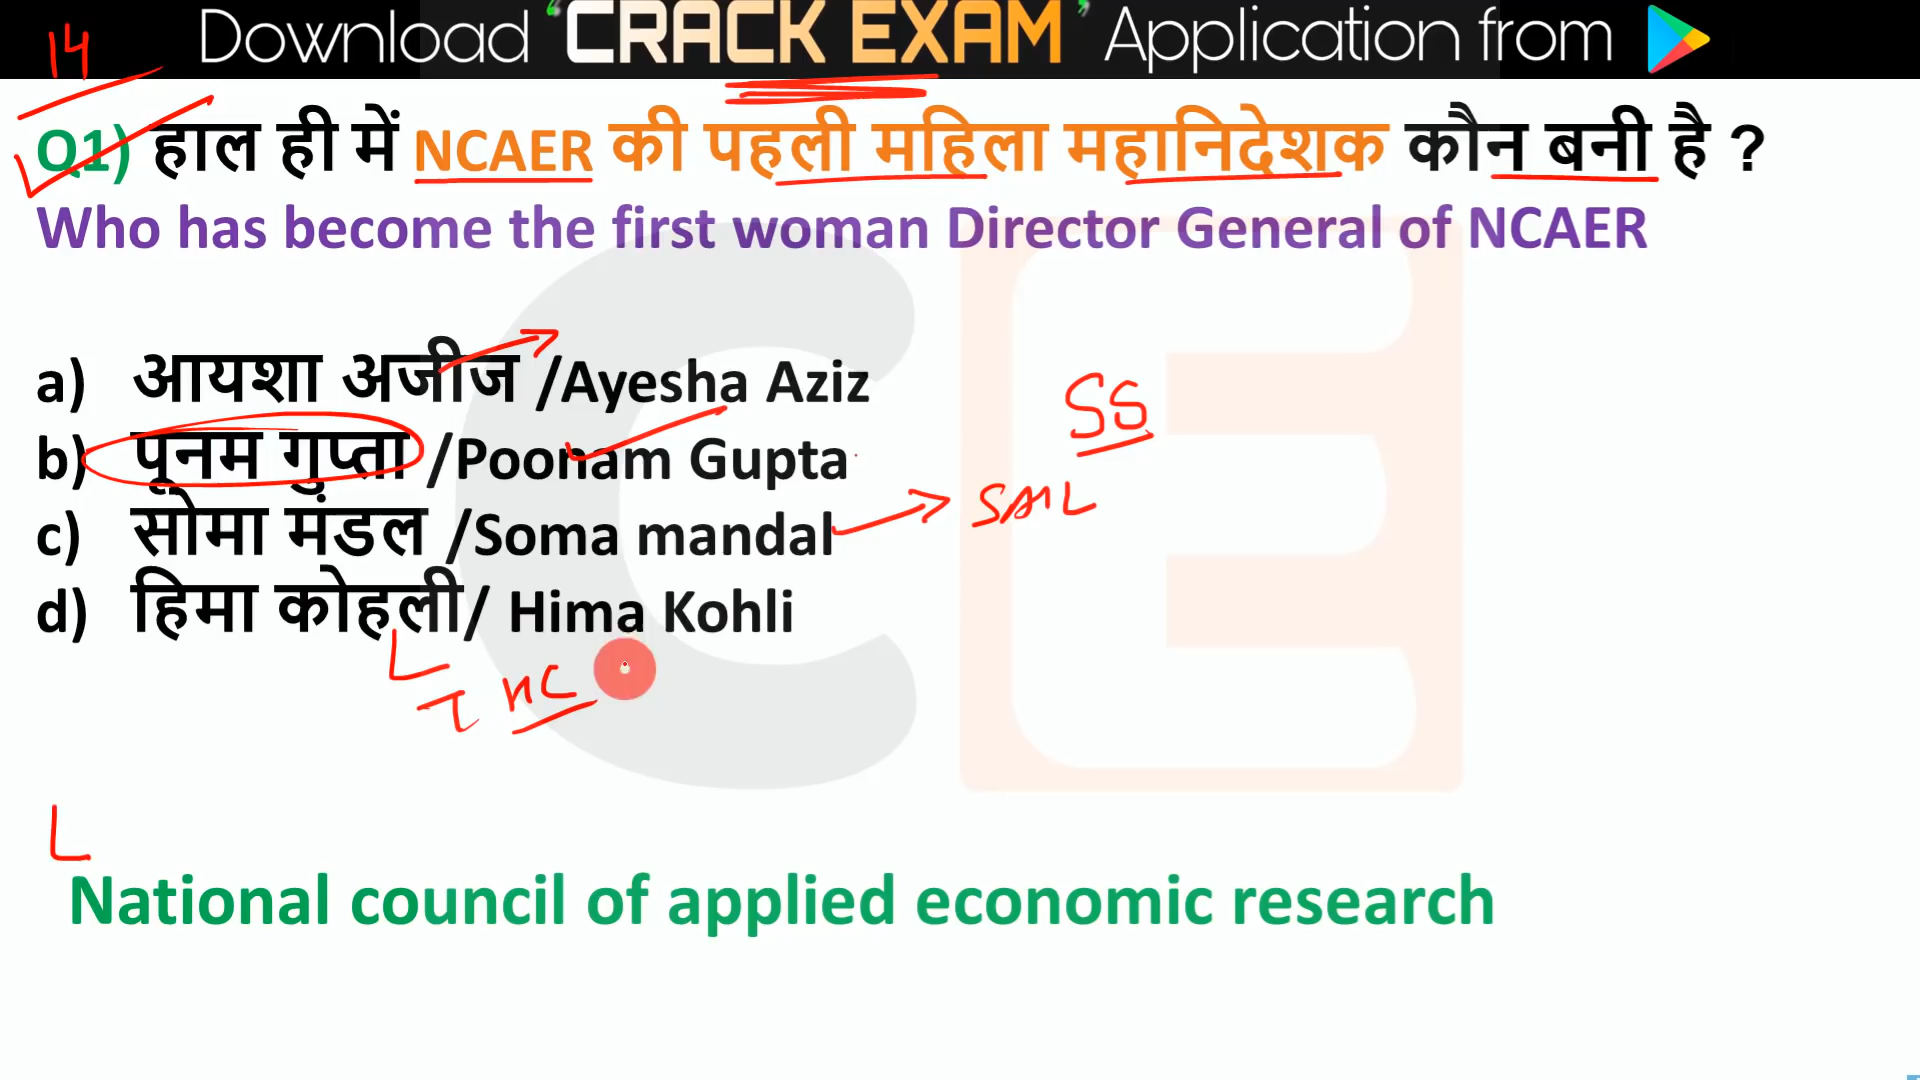 Download ‘CRACK EXAM’ Application from
14
Q1) हाल ही में NCAER की पहली महिला महानिदेशक कौन बनी है ?
Who has become the first woman Director General of NCAER
a) आयशा अजीज /Ayesha Aziz
b) पूनम गुप्ता /Poonam Gupta
c) सोमा मंडल /Soma mandal
d) हिमा कोहली/ Hima Kohli
SS
SAIL
HC
National council of applied economic research
CE